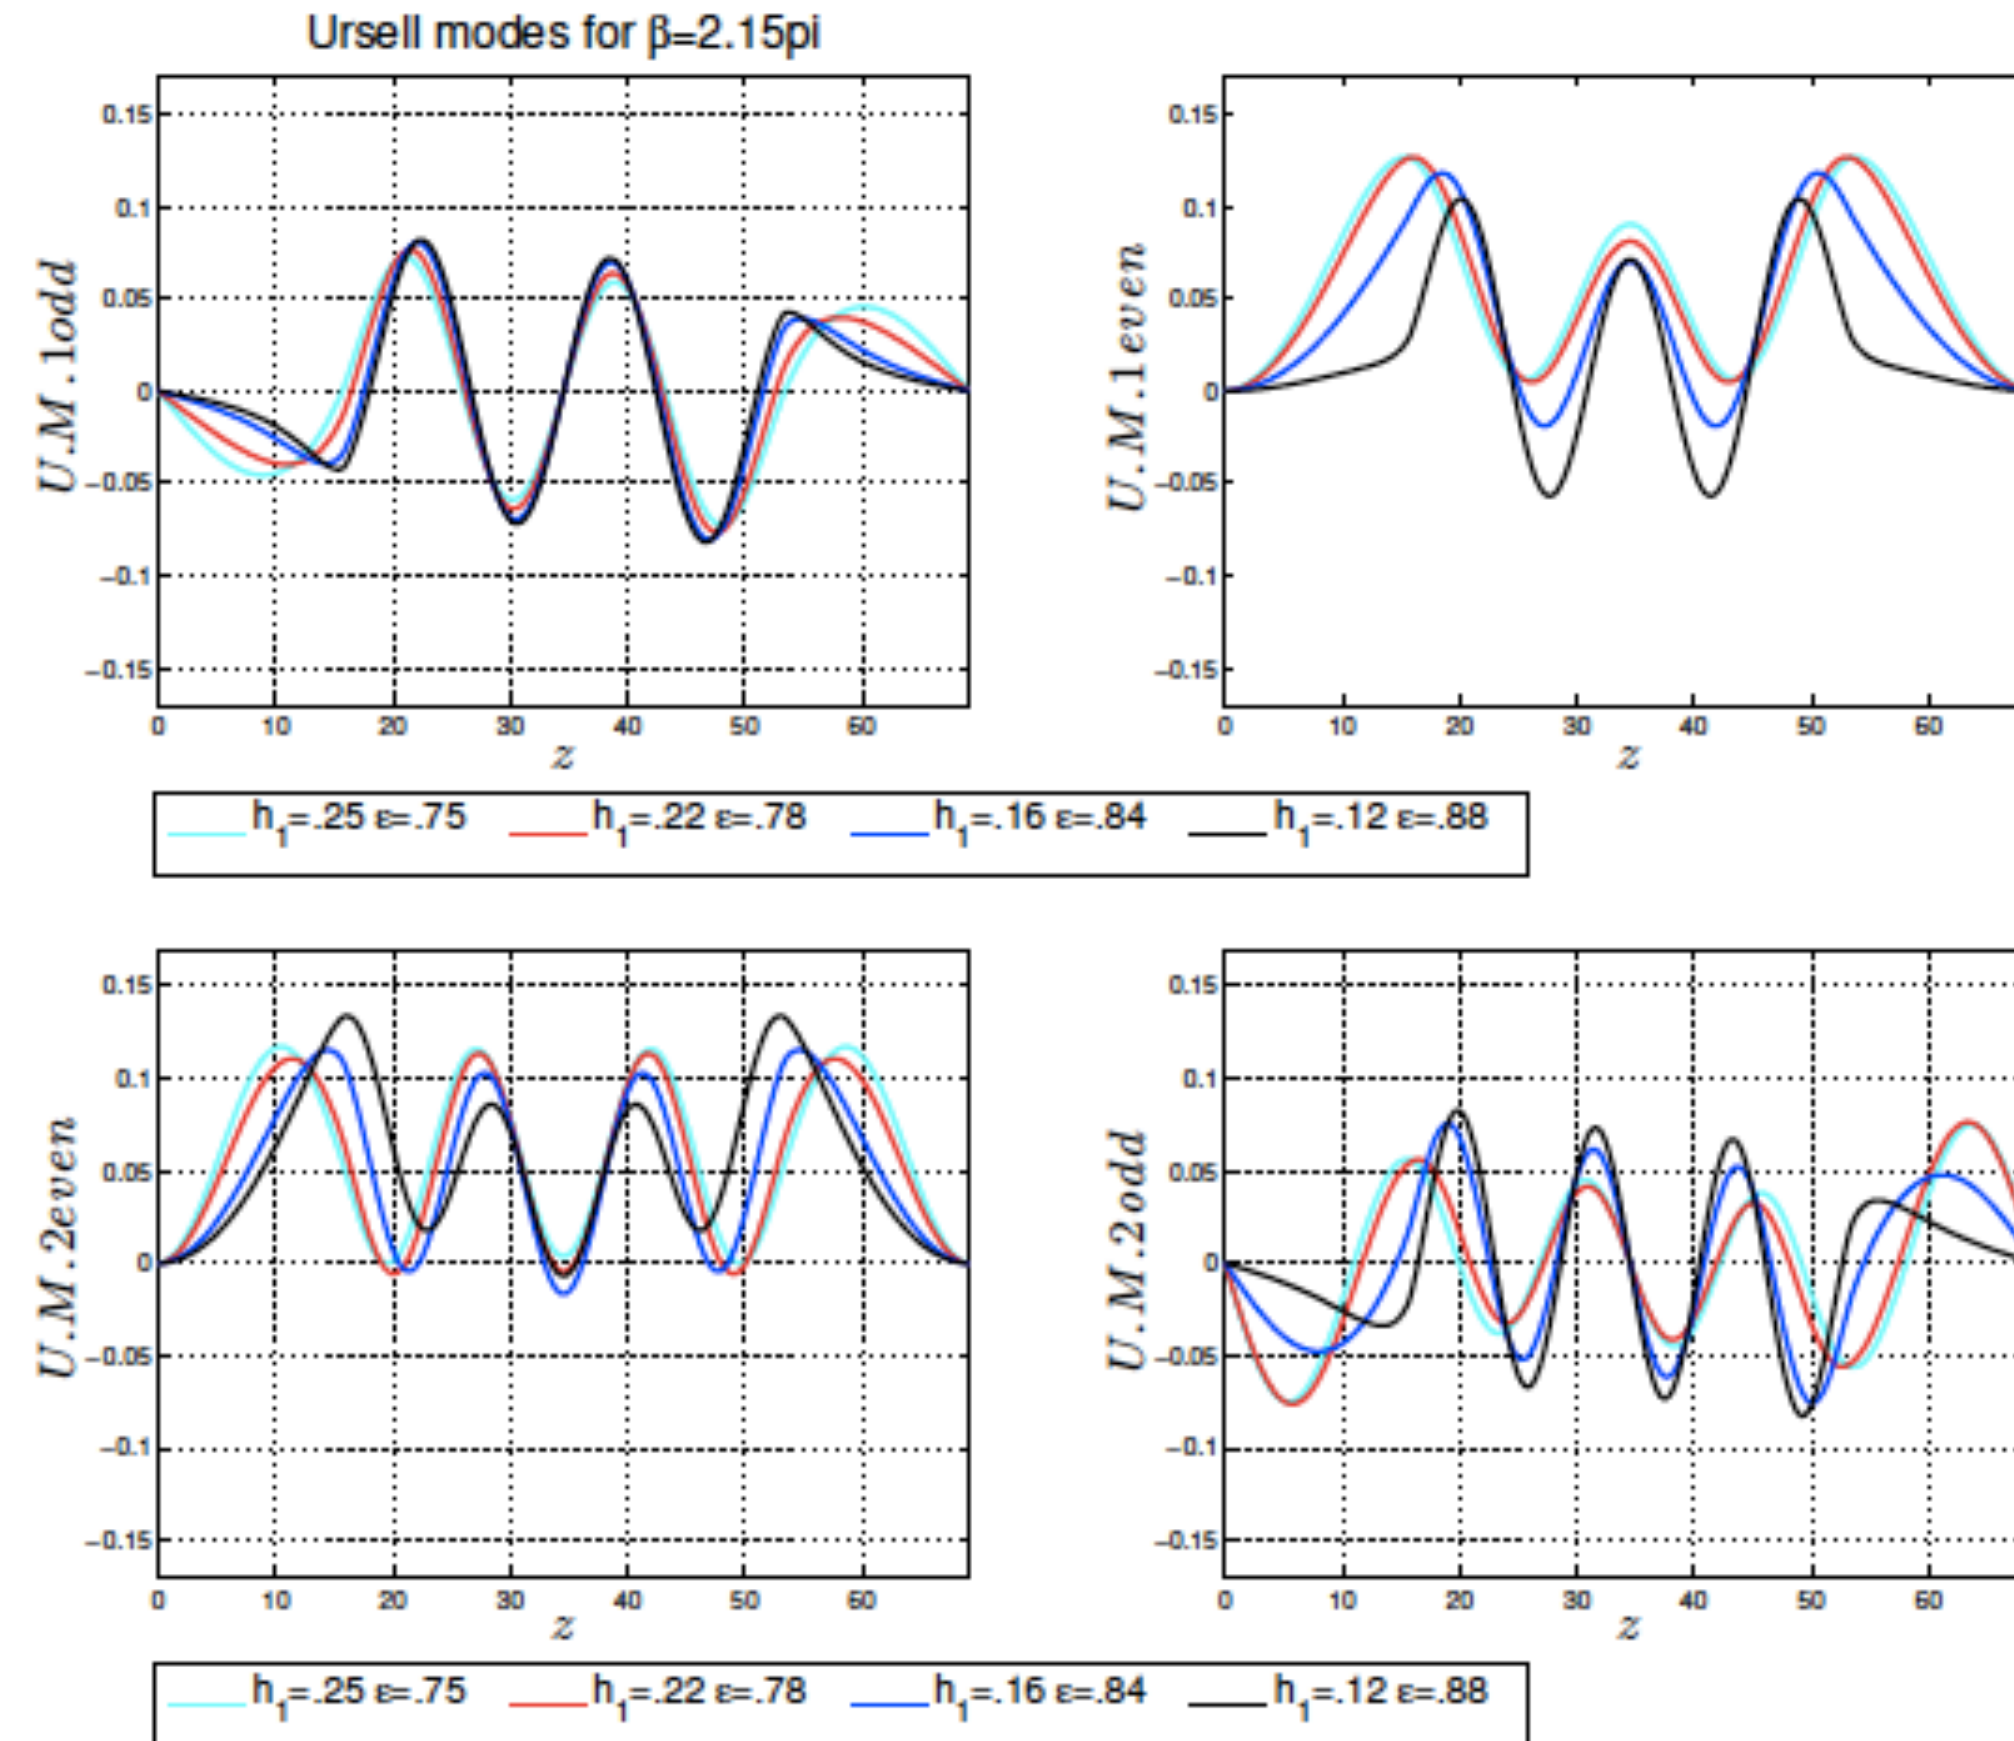 Ursell modes for β=2.15pi
U.M.1odd
0.15
0.1
0.05
0
−0.05
−0.1
−0.15
0 10 20 30 40 50 60
z
U.M.1even
0.15
0.1
0.05
0
−0.05
−0.1
−0.15
0 10 20 30 40 50 60
z
h1=.25 ε=.75 h1=.22 ε=.78 h1=.16 ε=.84 h1=.12 ε=.88
U.M.2even
0.15
0.1
0.05
0
−0.05
−0.1
−0.15
0 10 20 30 40 50 60
z
U.M.2odd
0.15
0.1
0.05
0
−0.05
−0.1
−0.15
0 10 20 30 40 50 60
z
h1=.25 ε=.75 h1=.22 ε=.78 h1=.16 ε=.84 h1=.12 ε=.88